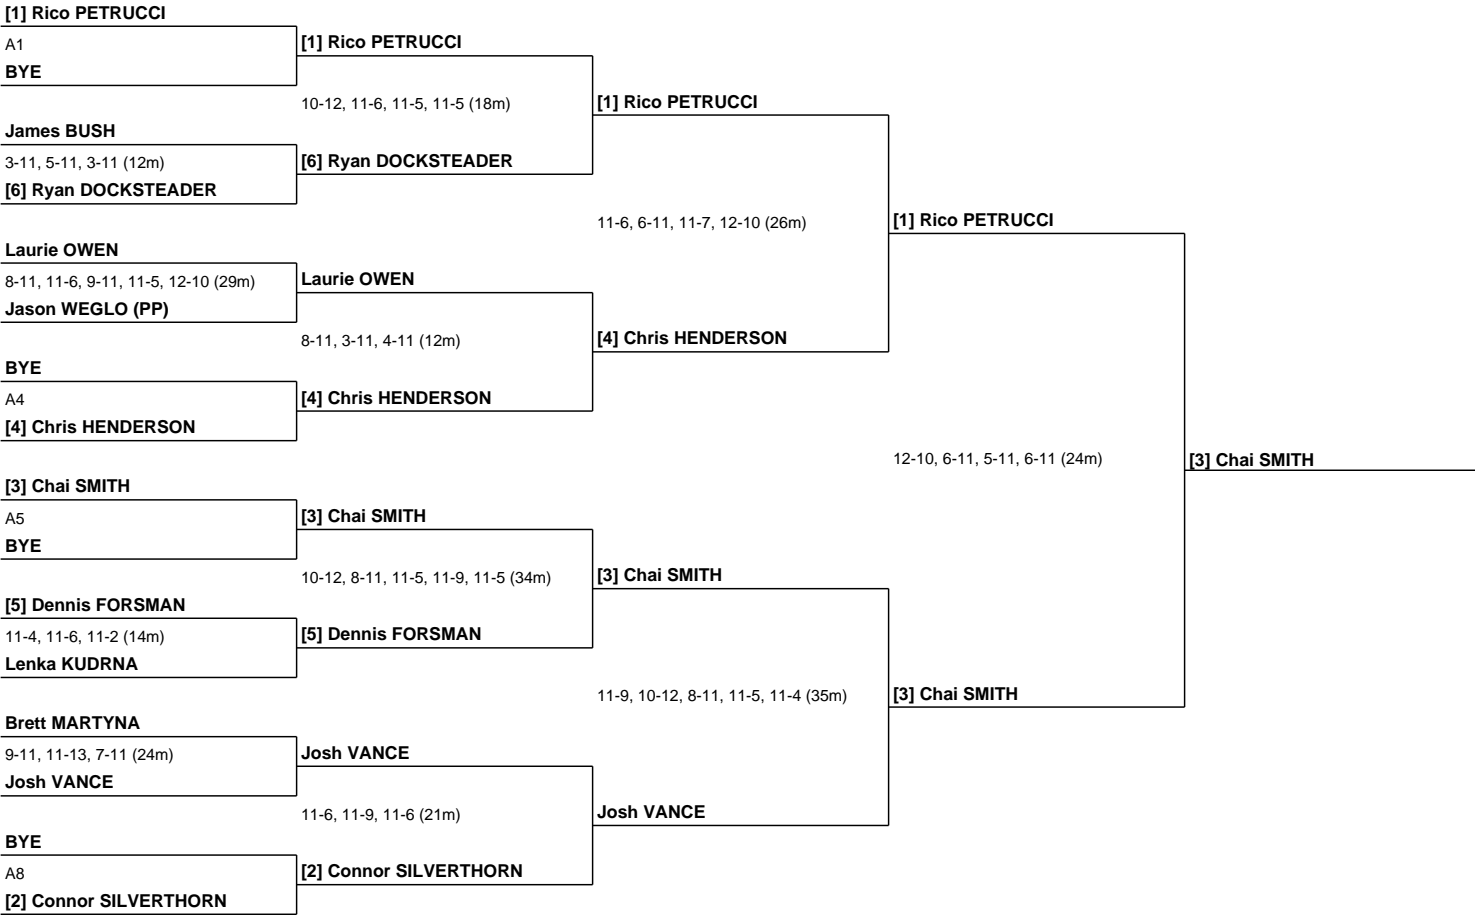 [1] Rico PETRUCCI
A1
BYE
James BUSH
3-11, 5-11, 3-11 (12m)
[6] Ryan DOCKSTEADER
Laurie OWEN
8-11, 11-6, 9-11, 11-5, 12-10 (29m)
Jason WEGLO (PP)
BYE
A4
[4] Chris HENDERSON
[3] Chai SMITH
A5
BYE
[5] Dennis FORSMAN
11-4, 11-6, 11-2 (14m)
Lenka KUDRNA
Brett MARTYNA
9-11, 11-13, 7-11 (24m)
Josh VANCE
BYE
A8
[2] Connor SILVERTHORN
[1] Rico PETRUCCI
10-12, 11-6, 11-5, 11-5 (18m)
[6] Ryan DOCKSTEADER
Laurie OWEN
8-11, 3-11, 4-11 (12m)
[4] Chris HENDERSON
[3] Chai SMITH
10-12, 8-11, 11-5, 11-9, 11-5 (34m)
[5] Dennis FORSMAN
Josh VANCE
11-6, 11-9, 11-6 (21m)
[2] Connor SILVERTHORN
[1] Rico PETRUCCI
11-6, 6-11, 11-7, 12-10 (26m)
[4] Chris HENDERSON
[3] Chai SMITH
11-9, 10-12, 8-11, 11-5, 11-4 (35m)
Josh VANCE
[1] Rico PETRUCCI
12-10, 6-11, 5-11, 6-11 (24m)
[3] Chai SMITH
[3] Chai SMITH